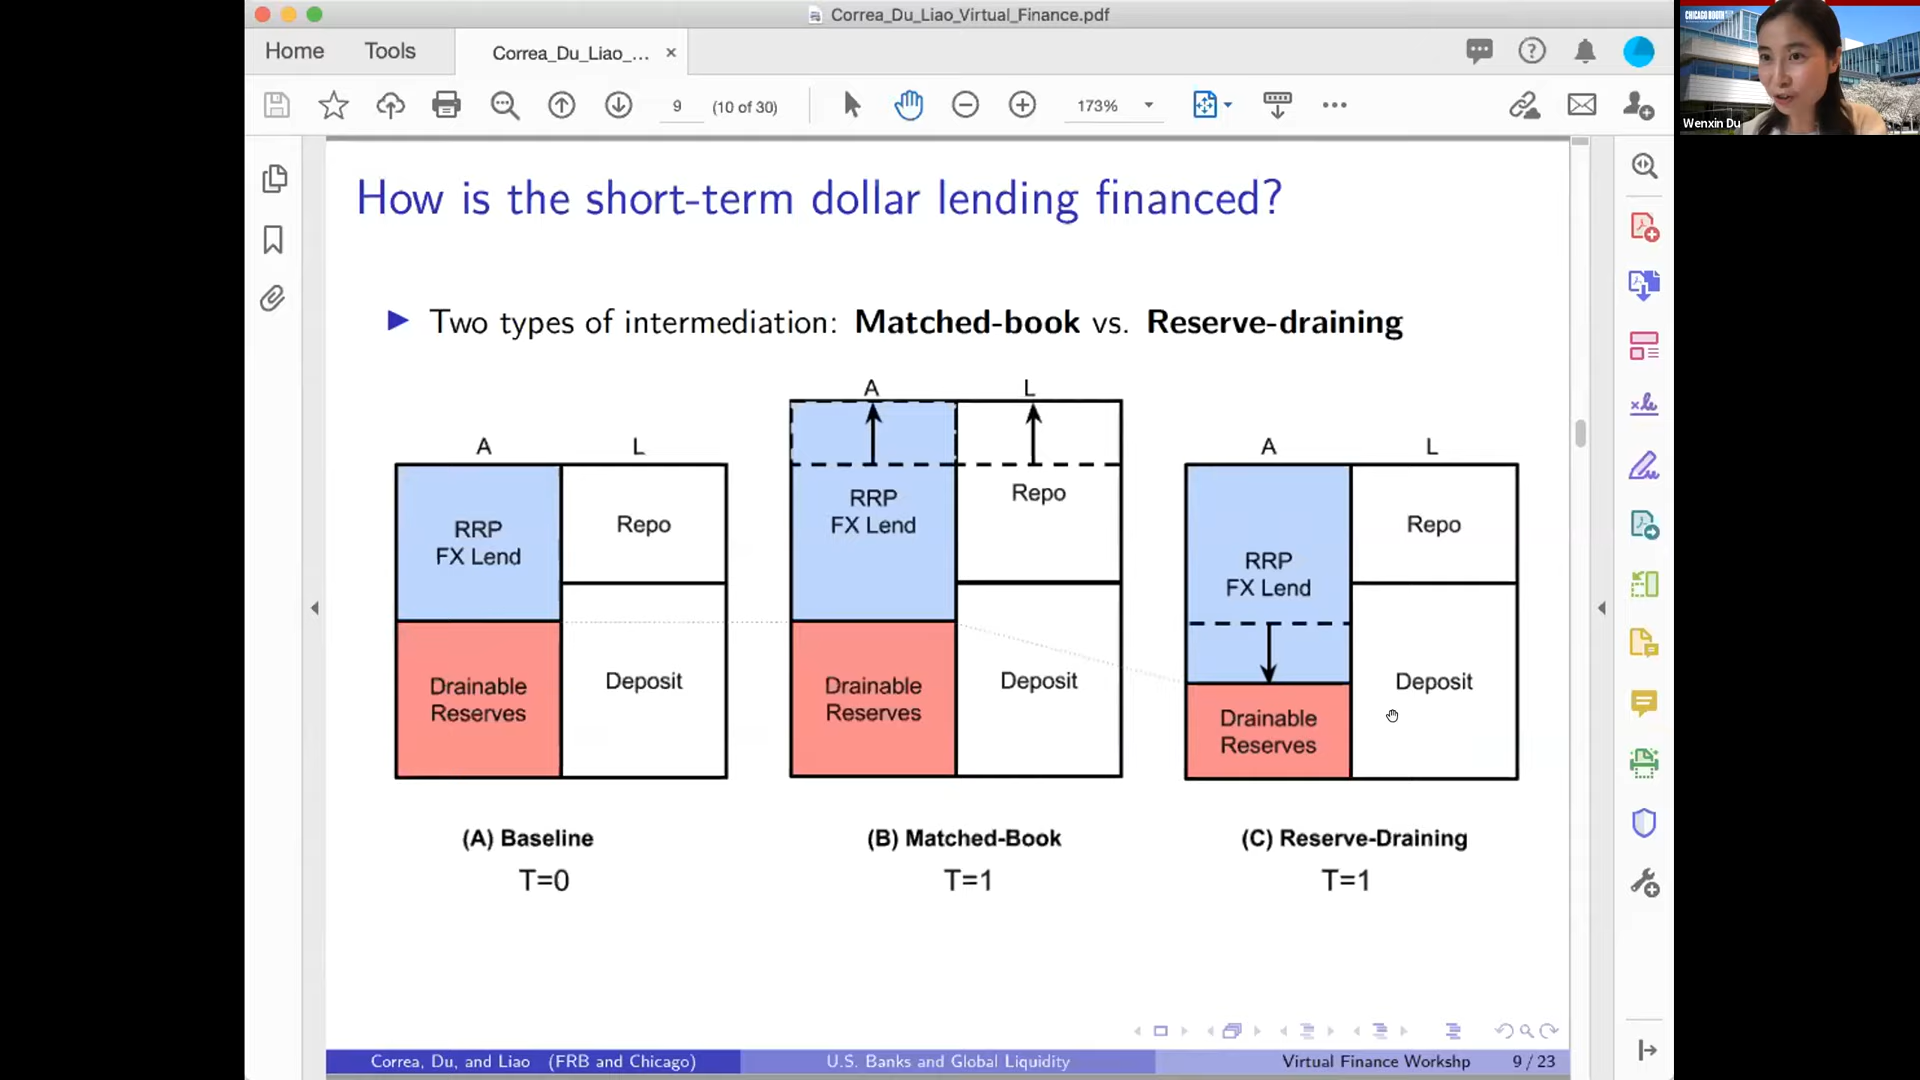 Correa_Du_Liao_Virtual_Finance.pdf
Home Tools Correa_Du_Liao_...
9 (10 of 30) 173%
CHICAGO BOOTH
Wenxin Du
How is the short-term dollar lending financed?
Two types of intermediation: Matched-book vs. Reserve-draining
A L
RRP
FX Lend
Repo
Drainable
Reserves
Deposit
(A) Baseline
T=0
A L
RRP
FX Lend
Repo
Drainable
Reserves
Deposit
(B) Matched-Book
T=1
A L
RRP
FX Lend
Repo
Drainable
Reserves
Deposit
(C) Reserve-Draining
T=1
Correa, Du, and Liao (FRB and Chicago) U.S. Banks and Global Liquidity Virtual Finance Workshp 9 / 23